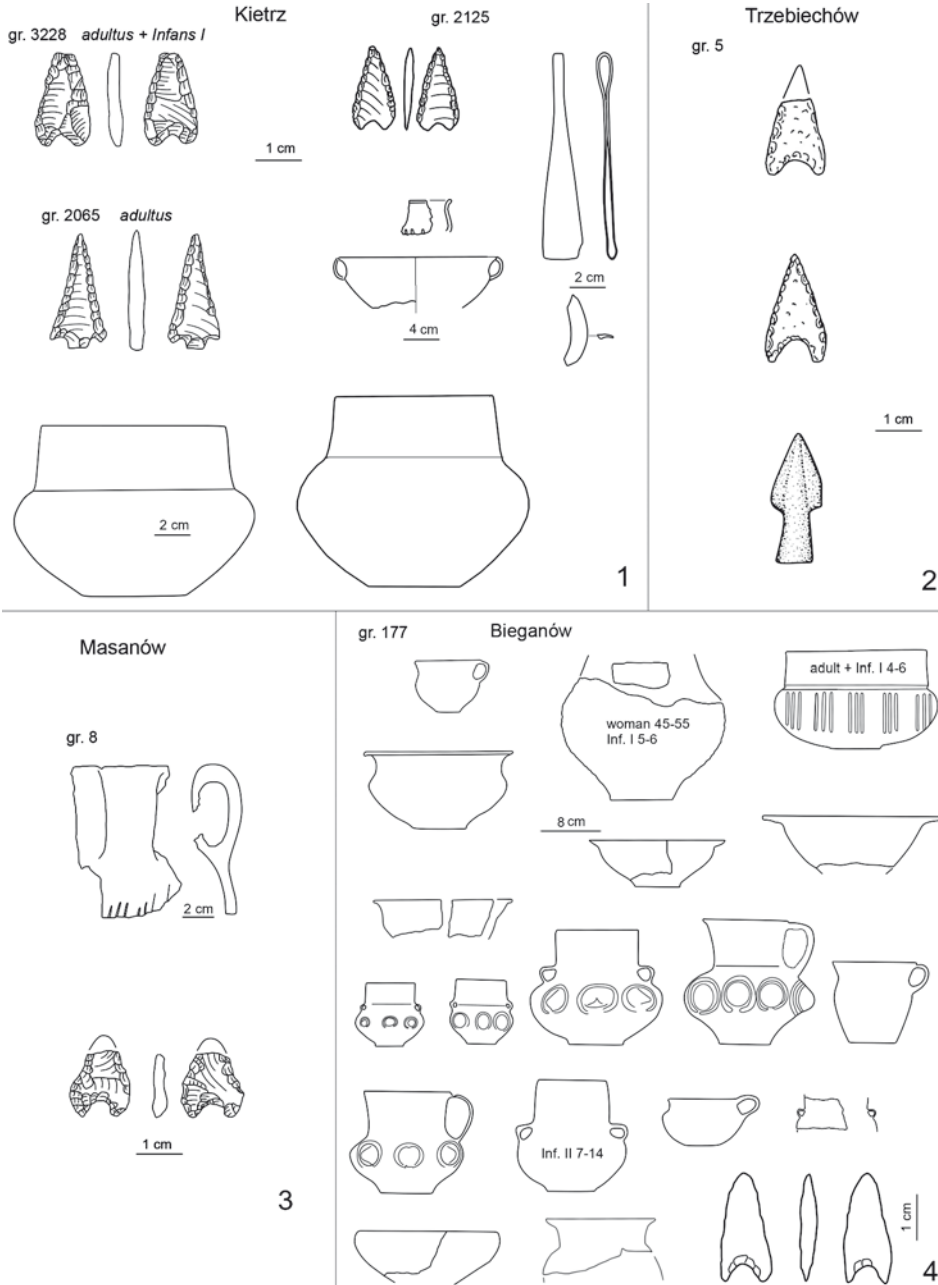 Kietrz
gr. 3228 adultus + Infans I
gr. 2125
1 cm
gr. 2065 adultus
2 cm
4 cm
2 cm
1
Trzebiechów
gr. 5
1 cm
2
Masanów
gr. 8
2 cm
1 cm
3
gr. 177 Bieganów
adult + Inf. I 4-6
woman 45-55
Inf. I 5-6
8 cm
Inf. II 7-14
1 cm
4